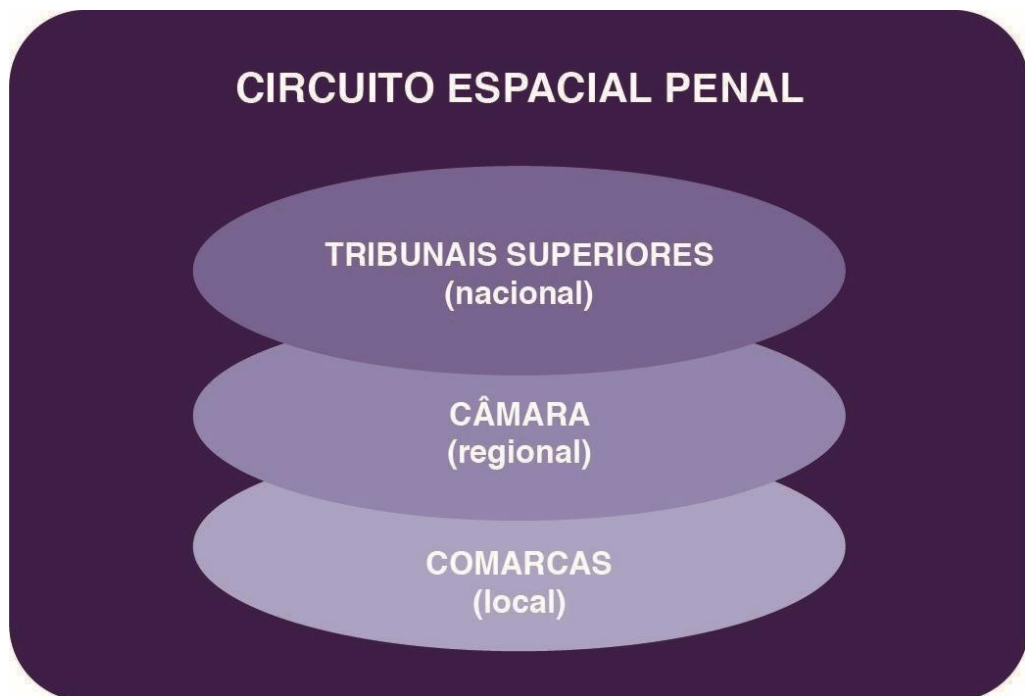 CIRCUITO ESPACIAL PENAL
TRIBUNAIS SUPERIORES
(nacional)
CÂMARA
(regional)
COMARCAS
(local)